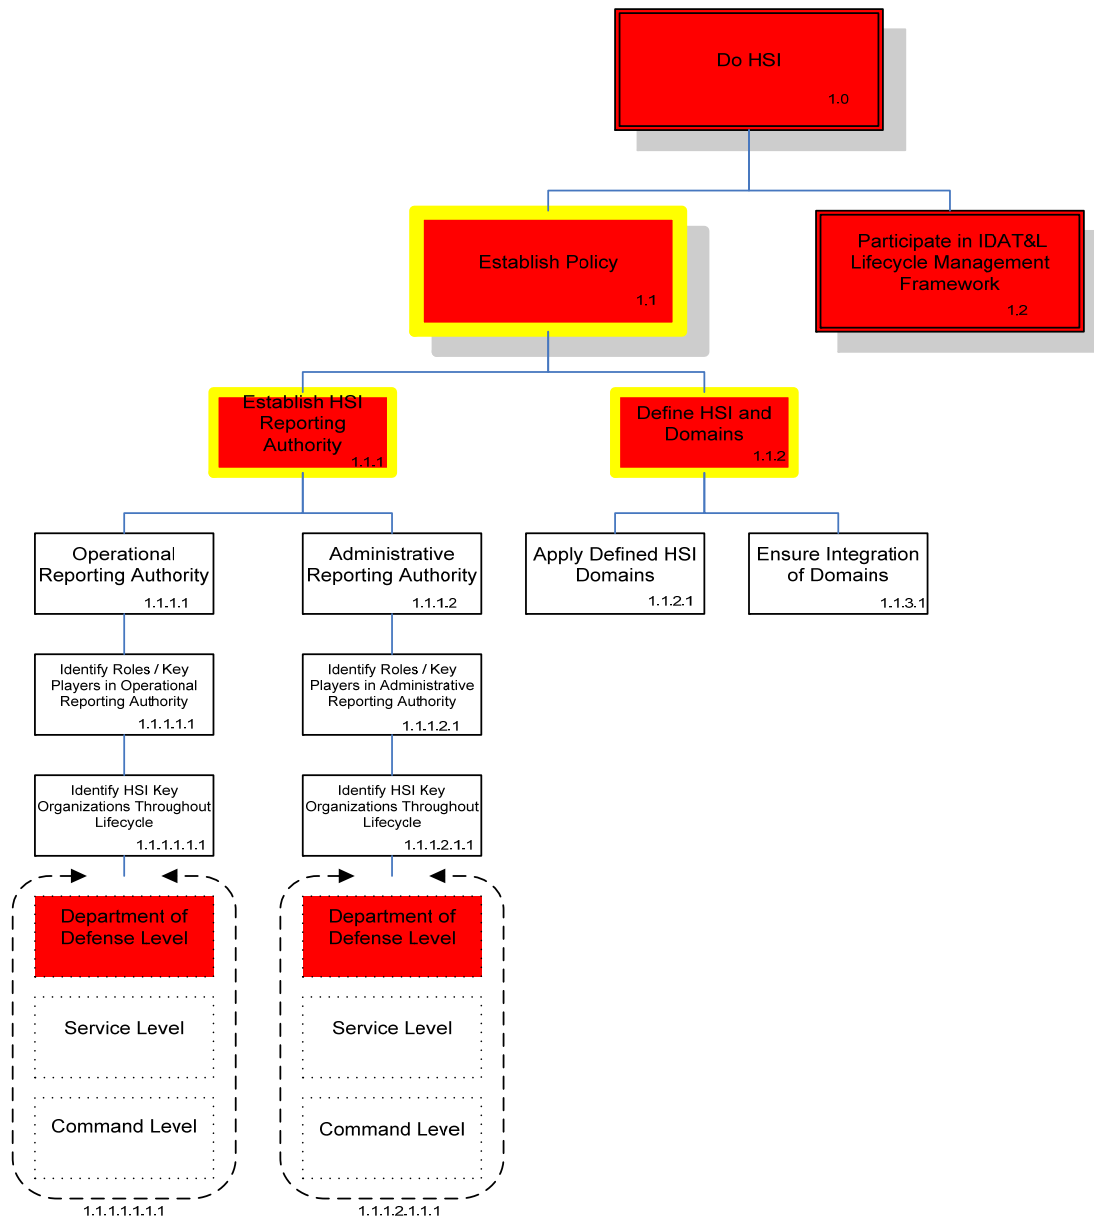 Do HSI
1.0
Establish Policy
1.1
Participate in IDAT&L
Lifecycle Management
Framework
1.2
Establish HSI
Reporting
Authority
1.1.1
Define HSI and
Domains
1.1.2
Operational
Reporting Authority
1.1.1.1
Administrative
Reporting Authority
1.1.1.2
Apply Defined HSI
Domains
1.1.2.1
Ensure Integration
of Domains
1.1.3.1
Identify Roles / Key
Players in Operational
Reporting Authority
1.1.1.1.1
Identify Roles / Key
Players in Administrative
Reporting Authority
1.1.1.2.1
Identify HSI Key
Organizations Throughout
Lifecycle
1.1.1.1.1.1
Identify HSI Key
Organizations Throughout
Lifecycle
1.1.1.2.1.1
Department of
Defense Level
Service Level
Command Level
1.1.1.1.1.1.1
Department of
Defense Level
Service Level
Command Level
1.1.1.2.1.1.1